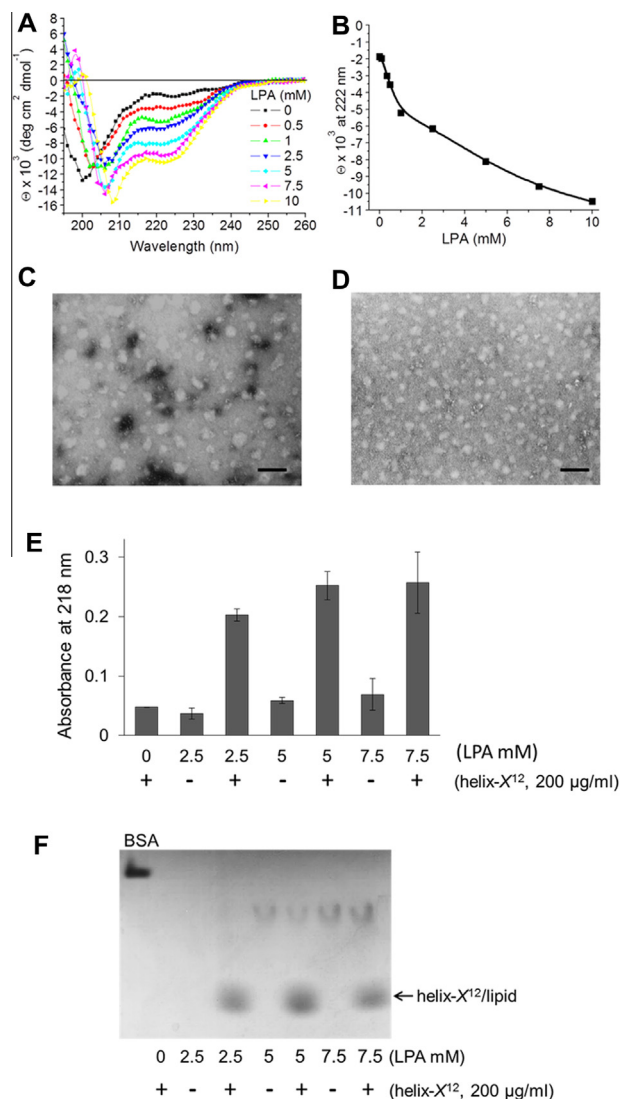 A
8
6
4
2
0
-2
-4
-6
-8
-10
-12
-14
-16
Θ x 10³ (deg cm² dmol⁻¹)
LPA (mM)
0
0.5
1
2.5
5
7.5
10
200 210 220 230 240 250 260
Wavelength (nm)
B
-1
-2
-3
-4
-5
-6
-7
-8
-9
-10
-11
Θ x 10³ at 222 nm
0 2 4 6 8 10
LPA (mM)
C
D
E
0.3
0.2
0.1
0
Absorbance at 218 nm
0 2.5 2.5 5 5 7.5 7.5 (LPA mM)
+ - + - + - + (helix-X¹², 200 µg/ml)
F
BSA
helix-X¹²/lipid
0 2.5 2.5 5 5 7.5 7.5 (LPA mM)
+ - + - + - + (helix-X¹², 200 µg/ml)